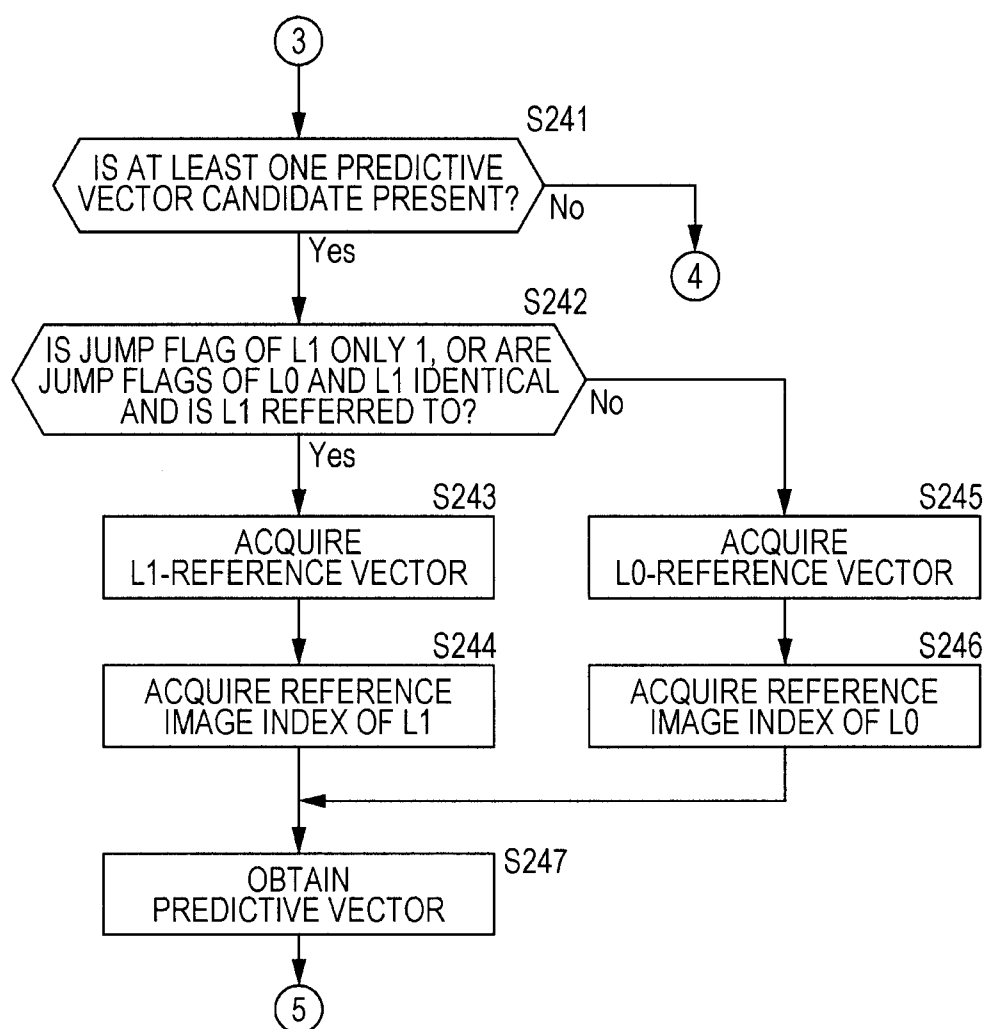 3
S241
IS AT LEAST ONE PREDICTIVE
VECTOR CANDIDATE PRESENT?
No
Yes
4
S242
IS JUMP FLAG OF L1 ONLY 1, OR ARE
JUMP FLAGS OF L0 AND L1 IDENTICAL
AND IS L1 REFERRED TO?
No
Yes
S243
ACQUIRE
L1-REFERENCE VECTOR
S245
ACQUIRE
L0-REFERENCE VECTOR
S244
ACQUIRE REFERENCE
IMAGE INDEX OF L1
S246
ACQUIRE REFERENCE
IMAGE INDEX OF L0
S247
OBTAIN
PREDICTIVE VECTOR
5